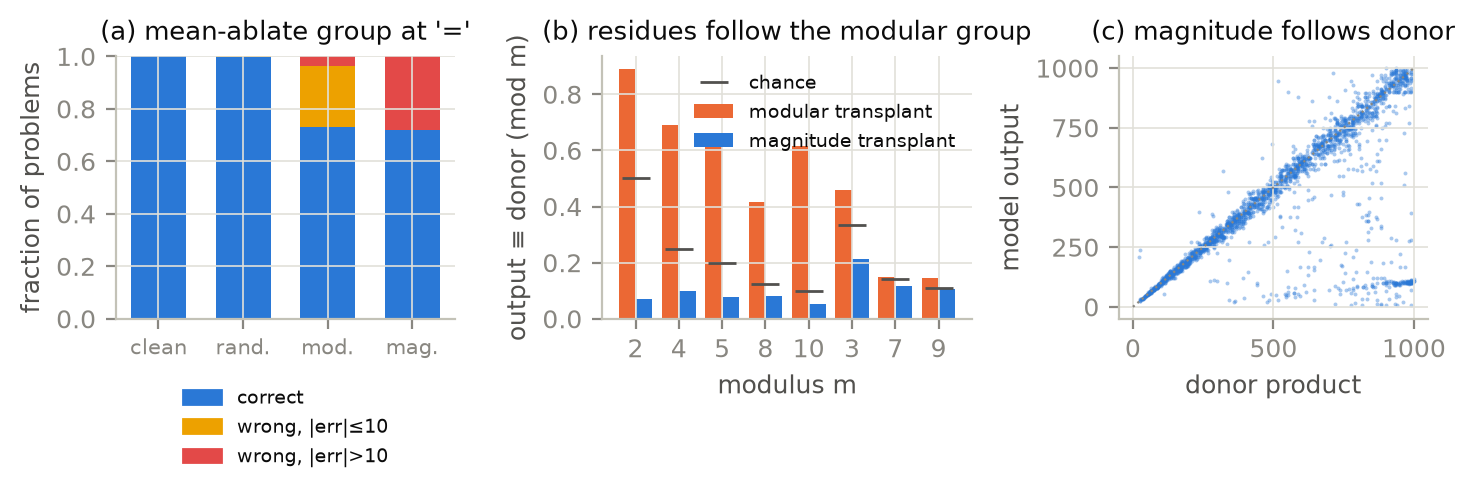 (a) mean-ablate group at '='
fraction of problems
1.0
0.8
0.6
0.4
0.2
0.0
clean
rand.
mod.
mag.
correct
wrong, |err|≤10
wrong, |err|>10
(b) residues follow the modular group
output ≡ donor (mod m)
0.8
0.6
0.4
0.2
0.0
chance
modular transplant
magnitude transplant
2
4
5
8
10
3
7
9
modulus m
(c) magnitude follows donor
model output
1000
750
500
250
0
0
500
1000
donor product